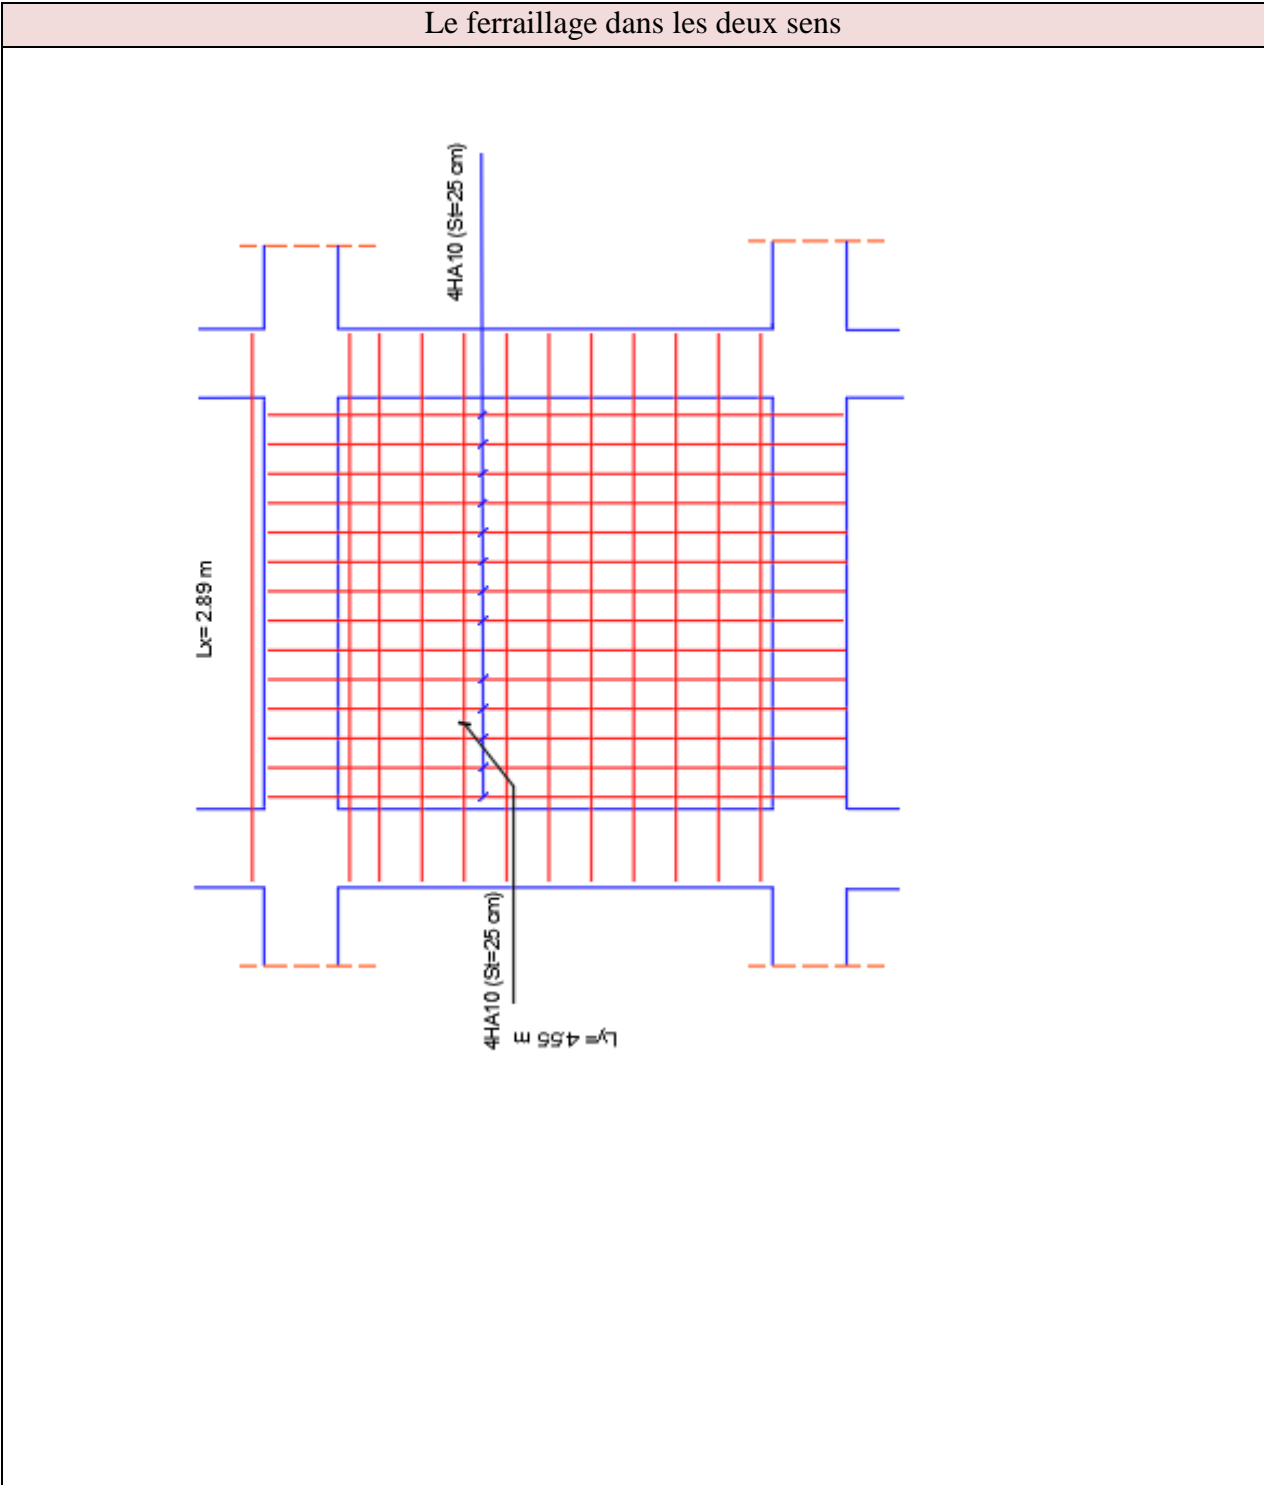 Le ferraillage dans les deux sens
4HA10 (St=25 cm)
Lx= 2.89 m
4HA10 (St=25 cm)
Ly= 4.55 m